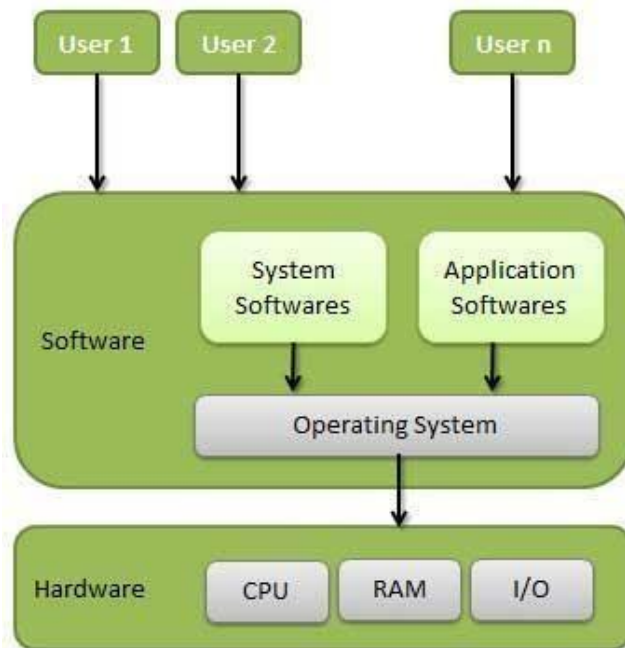 User 1
User 2
User n
System
Softwares
Application
Softwares
Software
Operating System
Hardware
CPU
RAM
I/O